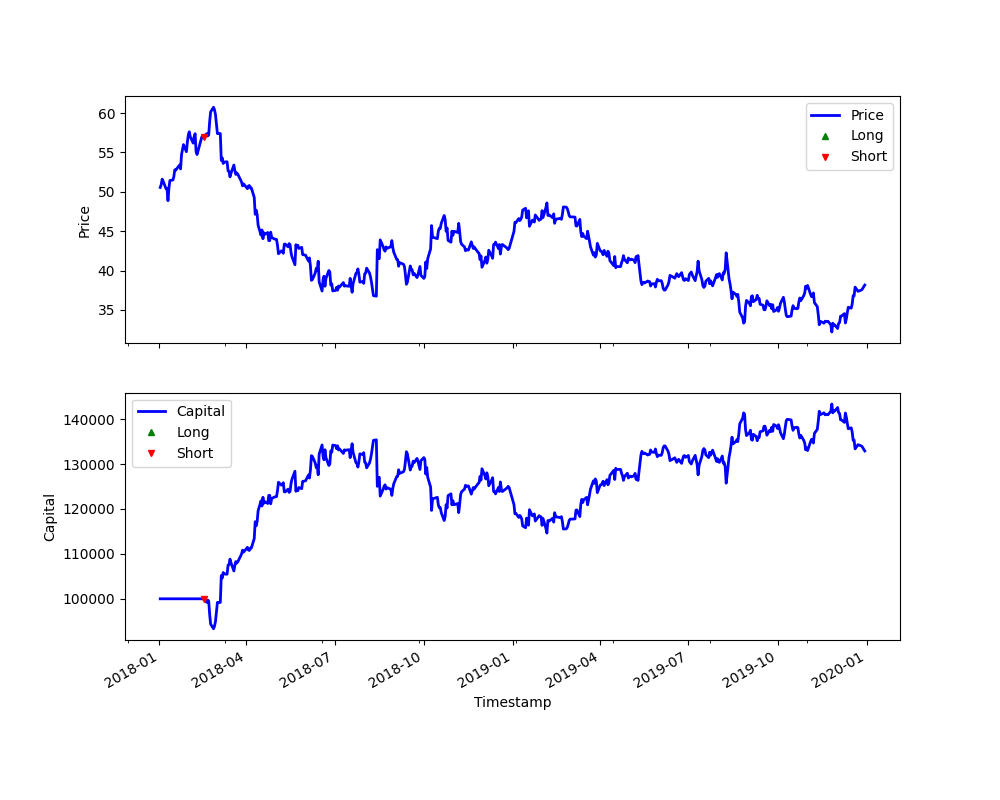 60
55
50
45
40
35
Price
Price
Long
Short
140000
130000
120000
110000
100000
Capital
Capital
Long
Short
2018-01
2018-04
2018-07
2018-10
2019-01
2019-04
2019-07
2019-10
2020-01
Timestamp